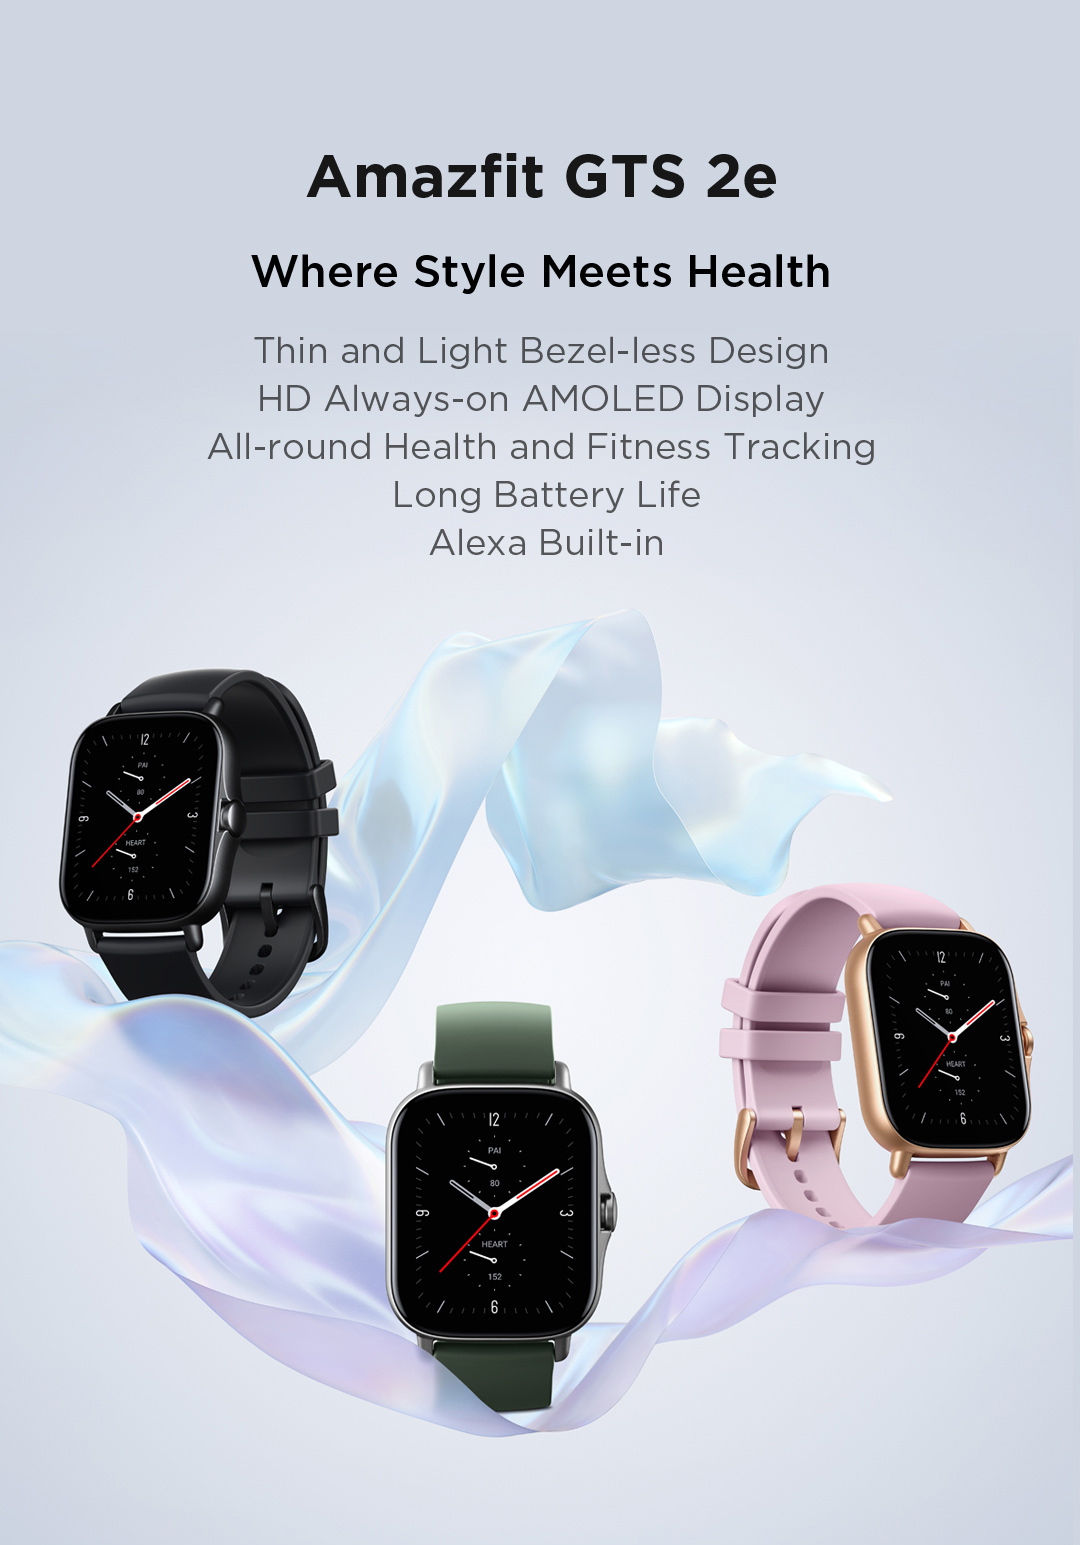 Amazfit GTS 2e
Where Style Meets Health
Thin and Light Bezel-less Design
HD Always-on AMOLED Display
All-round Health and Fitness Tracking
Long Battery Life
Alexa Built-in
12
PAI
80
9
3
HEART
152
6
12
PAI
80
9
3
HEART
152
6
12
PAI
80
9
3
HEART
152
6